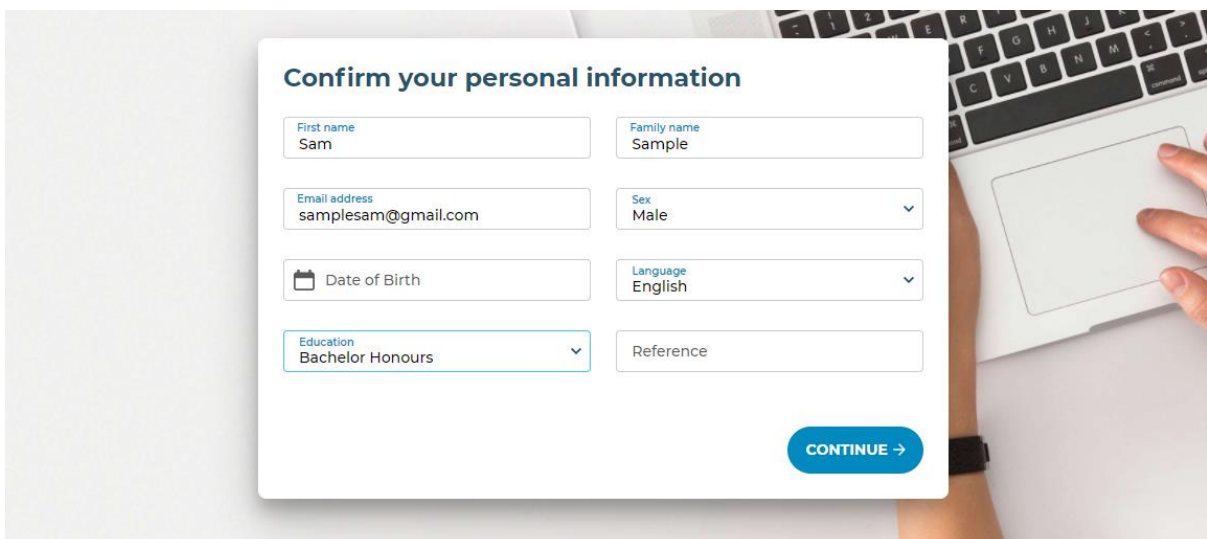 Confirm your personal information
First name
Sam
Family name
Sample
Email address
samplesam@gmail.com
Sex
Male
Date of Birth
Language
English
Education
Bachelor Honours
Reference
CONTINUE →